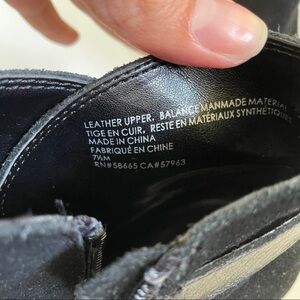 LEATHER UPPER, BALANCE MANMADE MATERIAL
TIGE EN CUIR, RESTE EN MATÉRIAUX SYNTHÉTIQUES
MADE IN CHINA
FABRIQUÉ EN CHINE
7½M
RN#58665 CA#57963